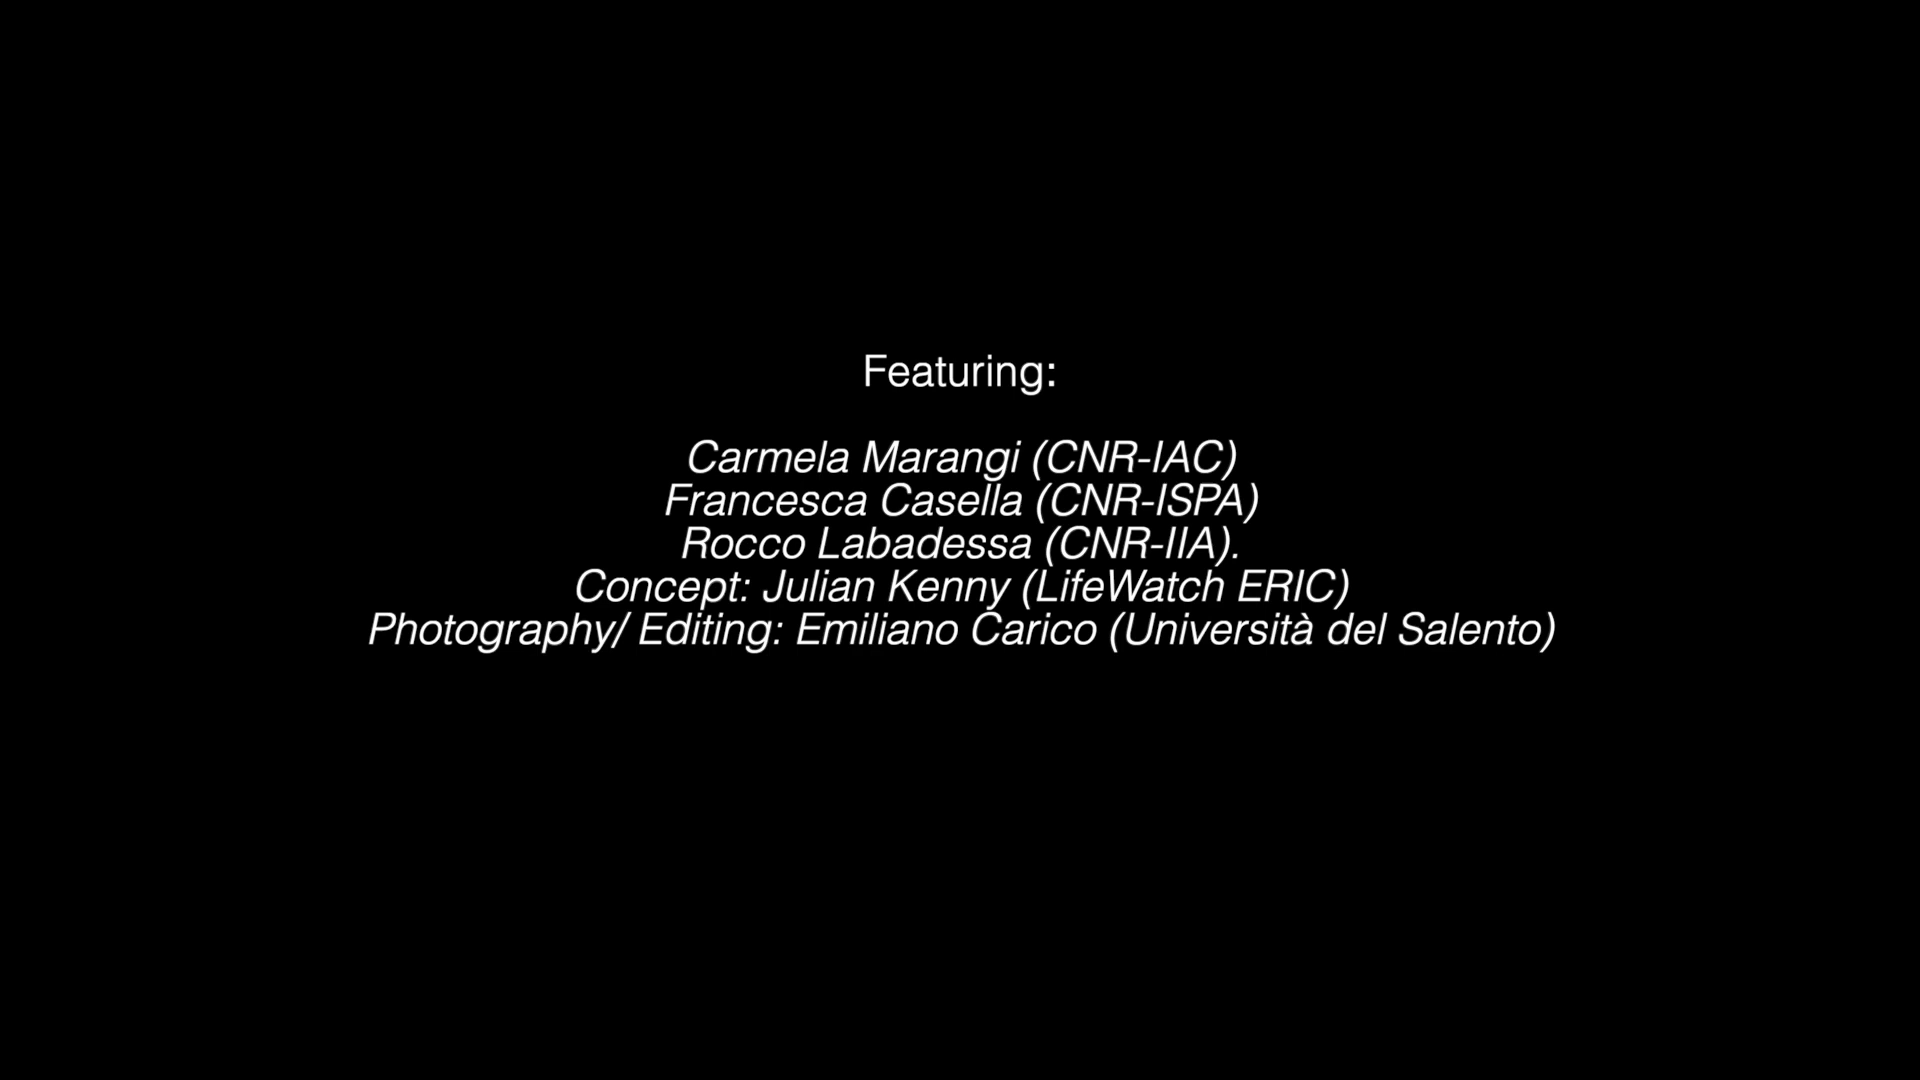 Featuring:
Carmela Marangi (CNR-IAC)
Francesca Casella (CNR-ISPA)
Rocco Labadessa (CNR-IIA).
Concept: Julian Kenny (LifeWatch ERIC)
Photography/ Editing: Emiliano Carico (Università del Salento)